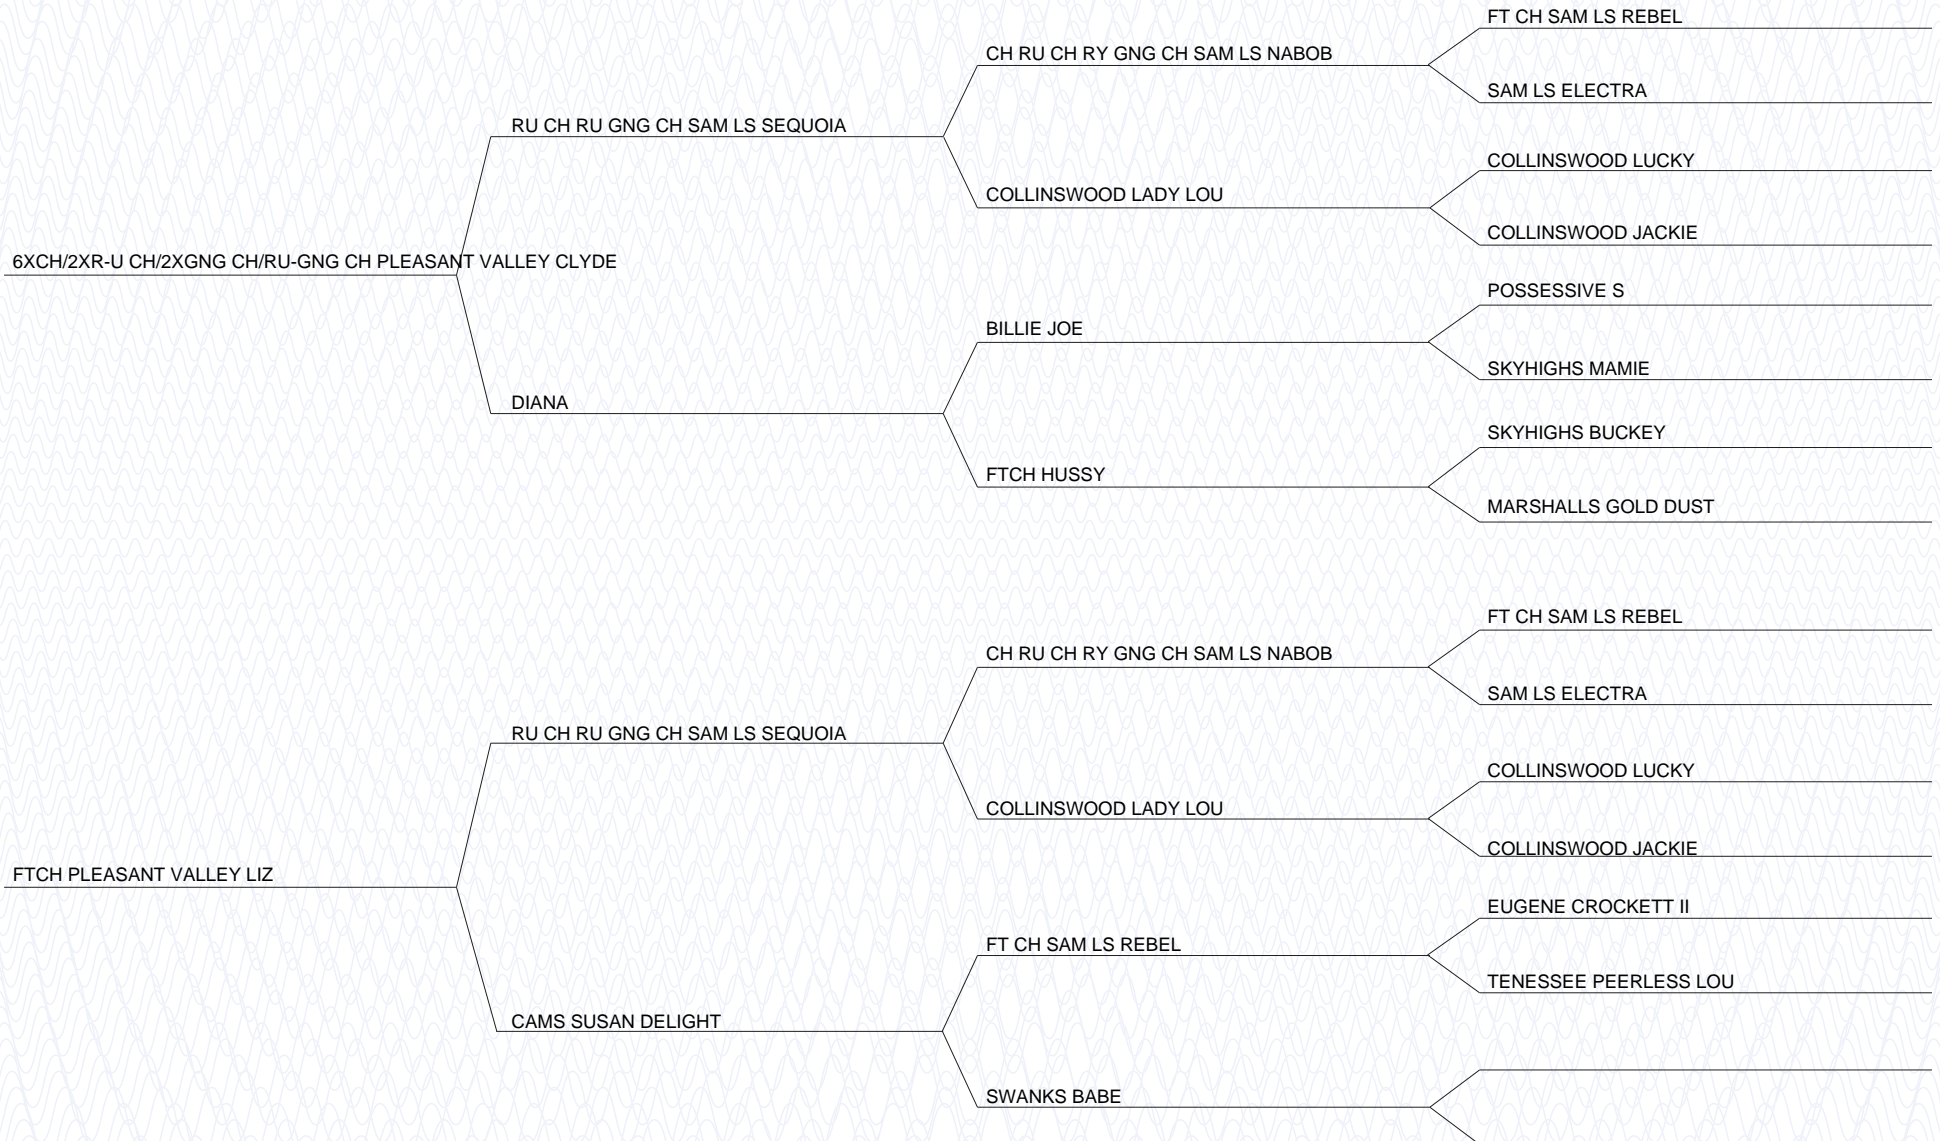 FT CH SAM LS REBEL
CH RU CH RY GNG CH SAM LS NABOB
SAM LS ELECTRA
RU CH RU GNG CH SAM LS SEQUOIA
COLLINSWOOD LUCKY
COLLINSWOOD LADY LOU
COLLINSWOOD JACKIE
6XCH/2XR-U CH/2XGNG CH/RU-GNG CH PLEASANT VALLEY CLYDE
POSSESSIVE S
BILLIE JOE
SKYHIGHS MAMIE
DIANA
SKYHIGHS BUCKEY
FTCH HUSSY
MARSHALLS GOLD DUST
FT CH SAM LS REBEL
CH RU CH RY GNG CH SAM LS NABOB
SAM LS ELECTRA
RU CH RU GNG CH SAM LS SEQUOIA
COLLINSWOOD LUCKY
COLLINSWOOD LADY LOU
COLLINSWOOD JACKIE
FTCH PLEASANT VALLEY LIZ
EUGENE CROCKETT II
FT CH SAM LS REBEL
TENESSEE PEERLESS LOU
CAMS SUSAN DELIGHT
SWANKS BABE